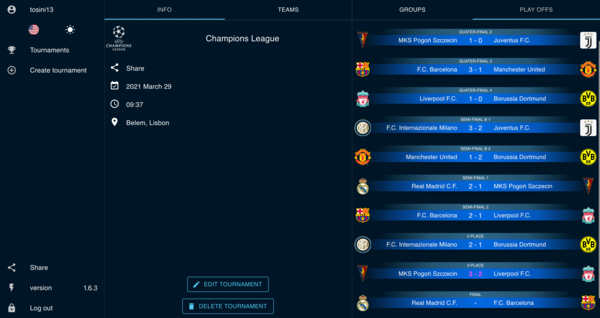 tosini13
Tournaments
Create tournament
Share
version 1.6.3
Log out
INFO
TEAMS
CHAMPIONS
LEAGUE
Champions League
Share
2021 March 29
09:37
Belem, Lisbon
EDIT TOURNAMENT
DELETE TOURNAMENT
GROUPS
PLAY OFFS
QUARTER-FINAL 2
MKS Pogoń Szczecin 1 - 0 Juventus F.C.
QUARTER-FINAL 3
F.C. Barcelona 3 - 1 Manchester United
QUARTER-FINAL 4
Liverpool F.C. 1 - 0 Borussia Dortmund
SEMI-FINAL B 1
F.C. Internazionale Milano 3 - 2 Juventus F.C.
SEMI-FINAL B 2
Manchester United 1 - 2 Borussia Dortmund
SEMI-FINAL 1
Real Madrid C.F. 2 - 1 MKS Pogoń Szczecin
SEMI-FINAL 2
F.C. Barcelona 2 - 1 Liverpool F.C.
F.C. Internazionale Milano 2 - 1 Borussia Dortmund
3 PLACE
MKS Pogoń Szczecin 3 - 2 Liverpool F.C.
FINAL
Real Madrid C.F. - F.C. Barcelona